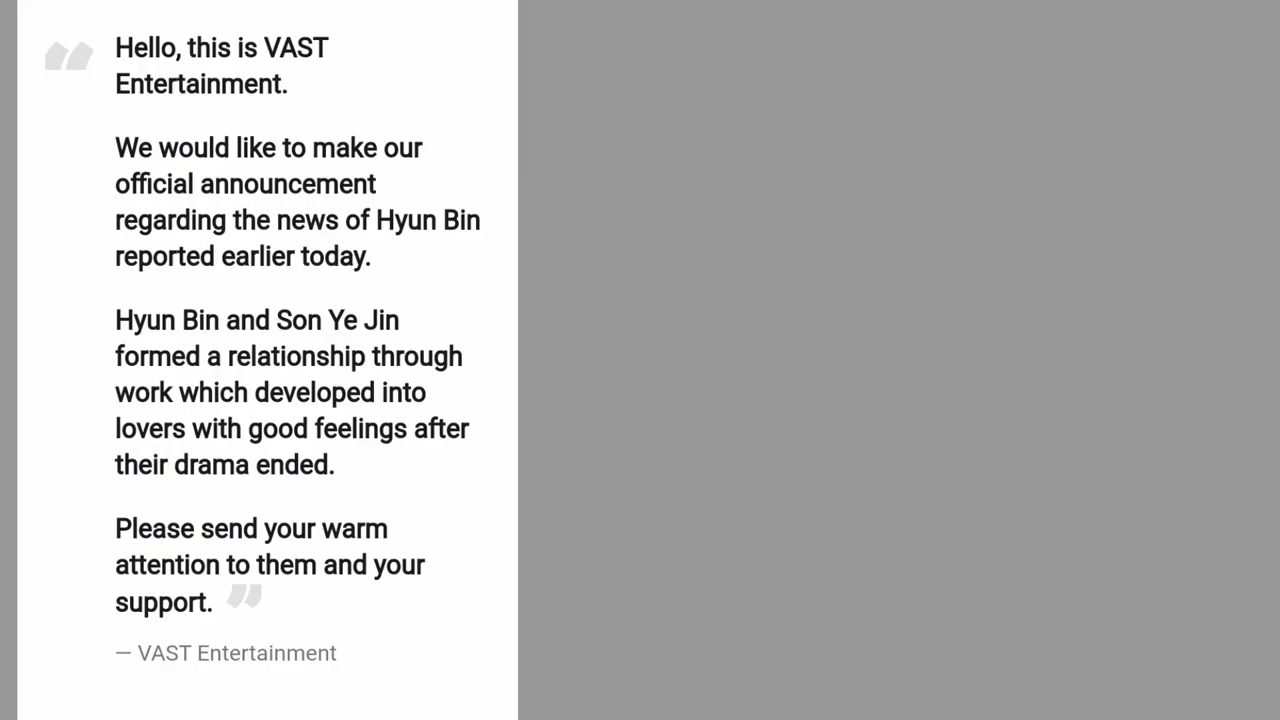 Hello, this is VAST
Entertainment.
We would like to make our
official announcement
regarding the news of Hyun Bin
reported earlier today.
Hyun Bin and Son Ye Jin
formed a relationship through
work which developed into
lovers with good feelings after
their drama ended.
Please send your warm
attention to them and your
support.
— VAST Entertainment